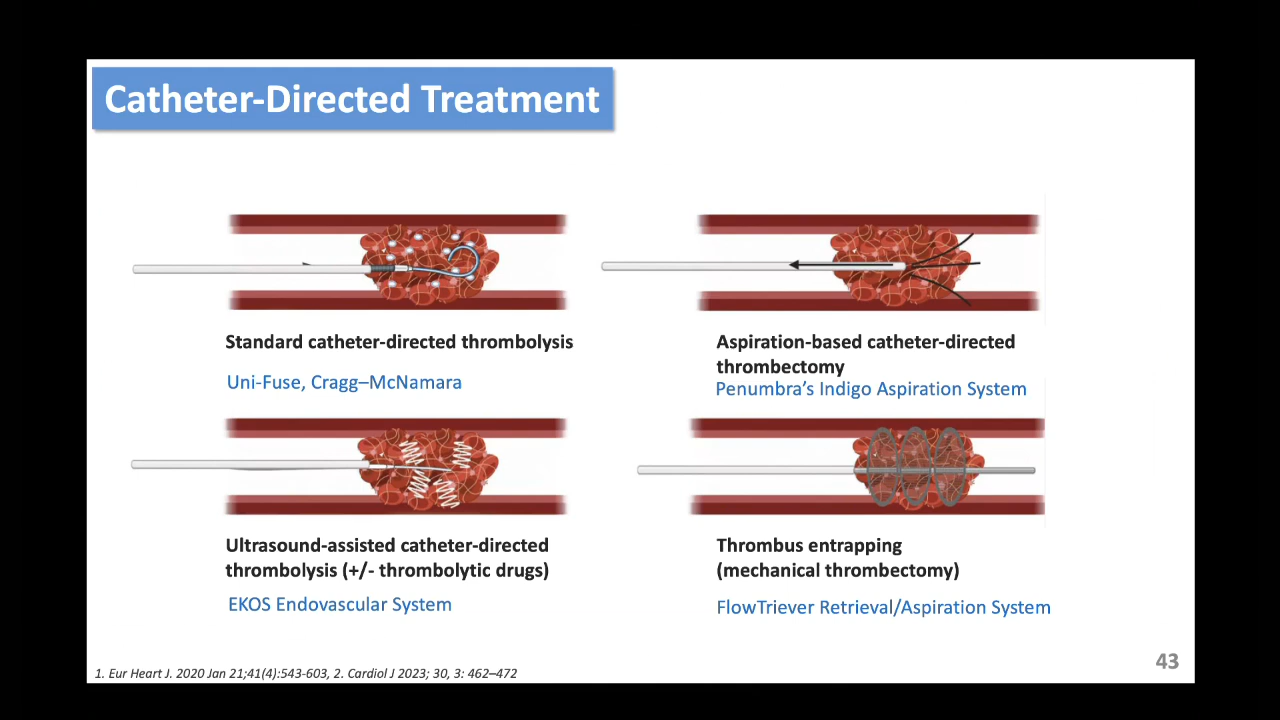 Catheter-Directed Treatment
Standard catheter-directed thrombolysis
Uni-Fuse, Cragg–McNamara
Aspiration-based catheter-directed
thrombectomy
Penumbra’s Indigo Aspiration System
Ultrasound-assisted catheter-directed
thrombolysis (+/- thrombolytic drugs)
EKOS Endovascular System
Thrombus entrapping
(mechanical thrombectomy)
FlowTriever Retrieval/Aspiration System
1. Eur Heart J. 2020 Jan 21;41(4):543-603, 2. Cardiol J 2023; 30, 3: 462–472
43